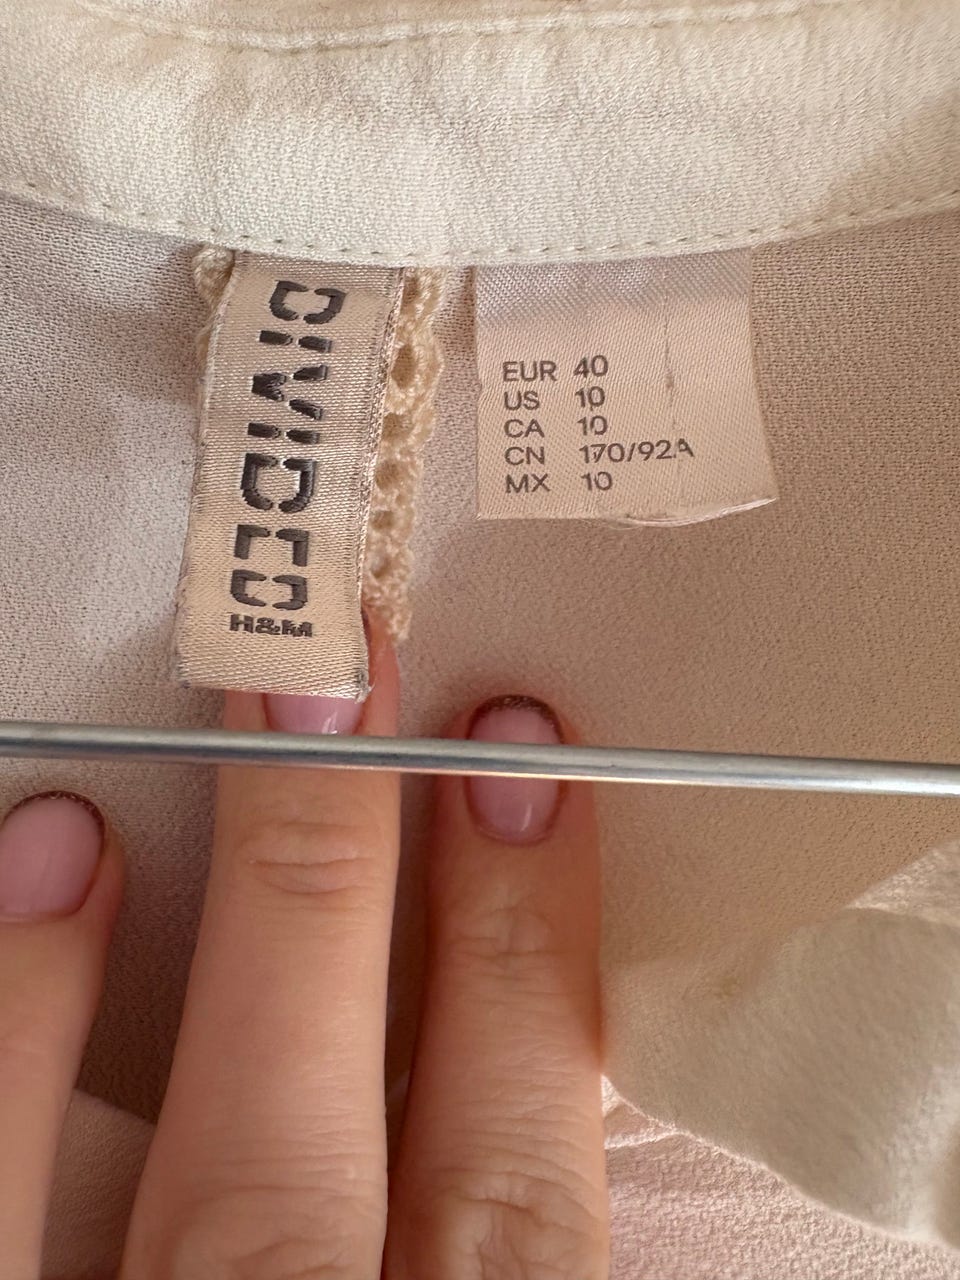 DIVIDED
H&M
EUR 40
US 10
CA 10
CN 170/92A
MX 10